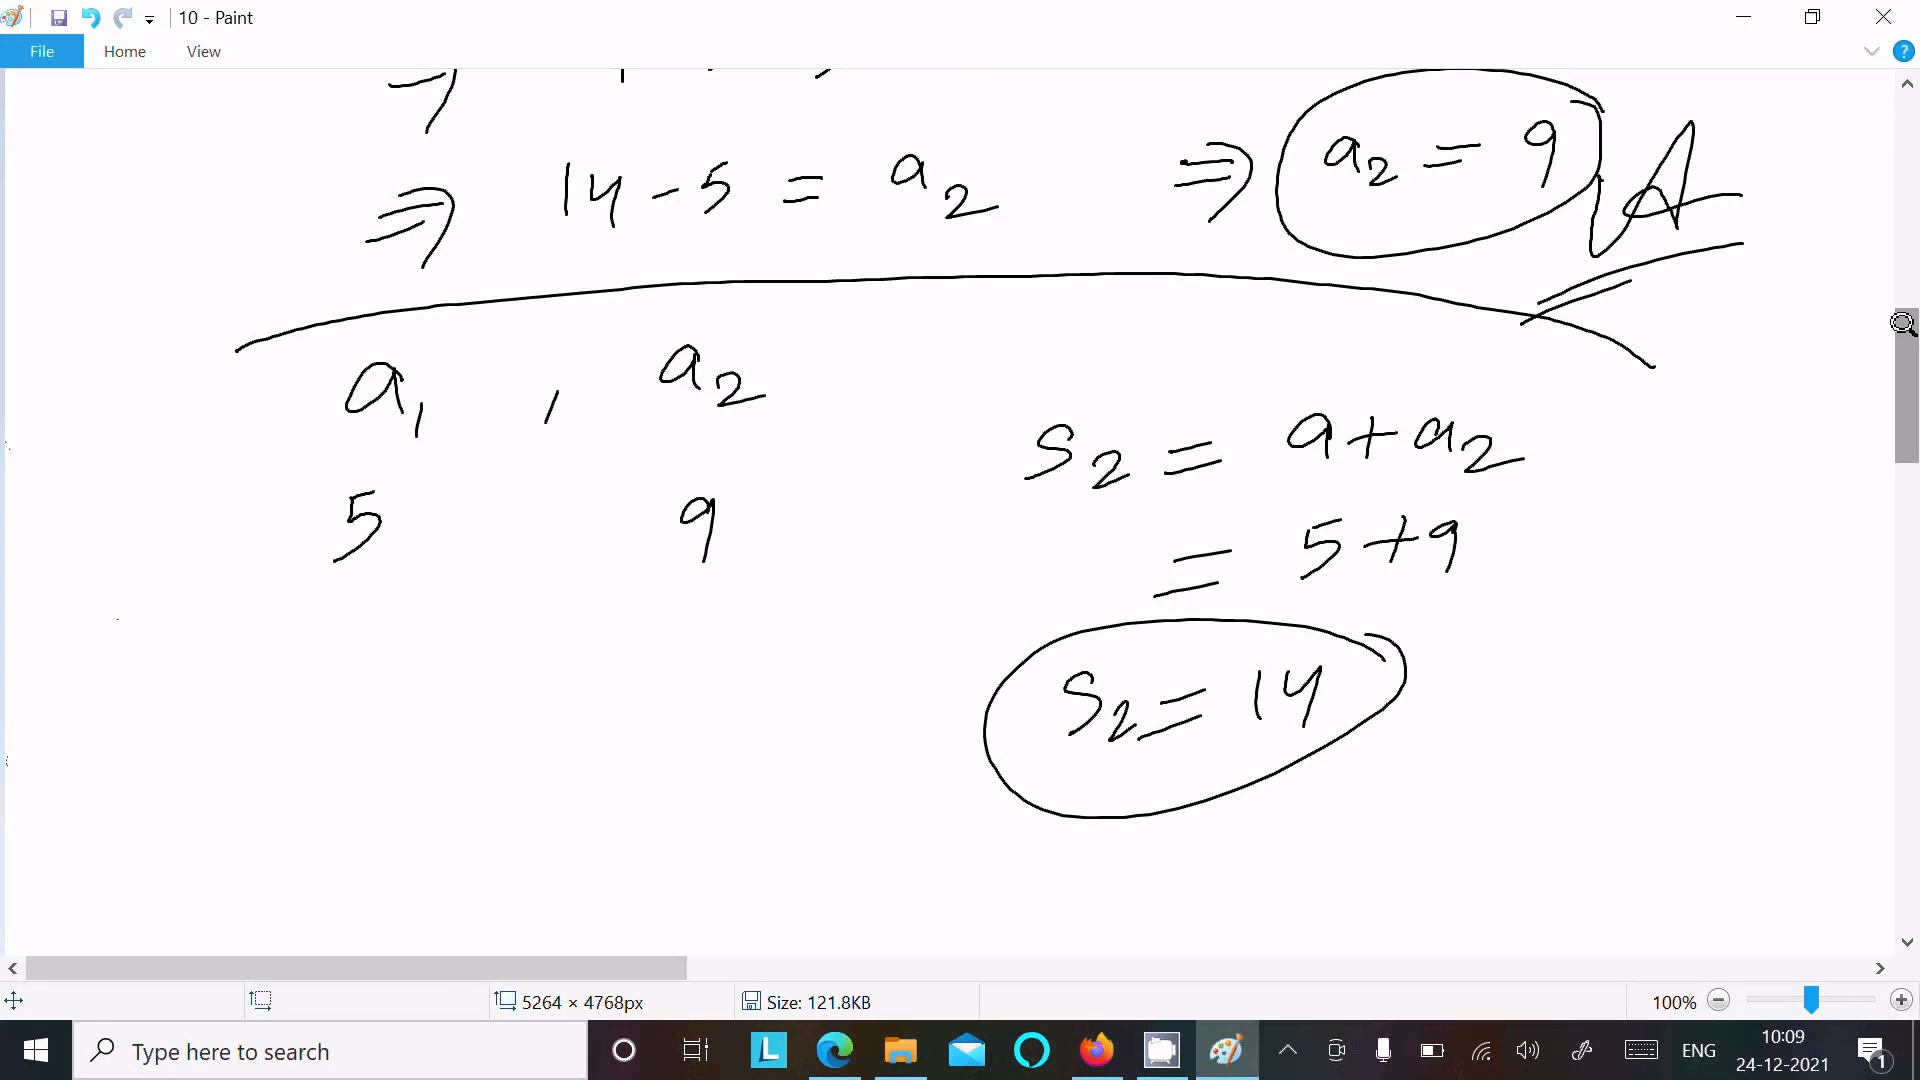 10 - Paint
File Home View
⇒ 14 - 5 = a₂ ⇒ a₂ = 9 A
a₁ , a₂
S₂ = a + a₂
5 9
= 5 + 9
S₂ = 14
5264 × 4768px Size: 121.8KB 100%
Type here to search
L
ENG
10:09
24-12-2021
1